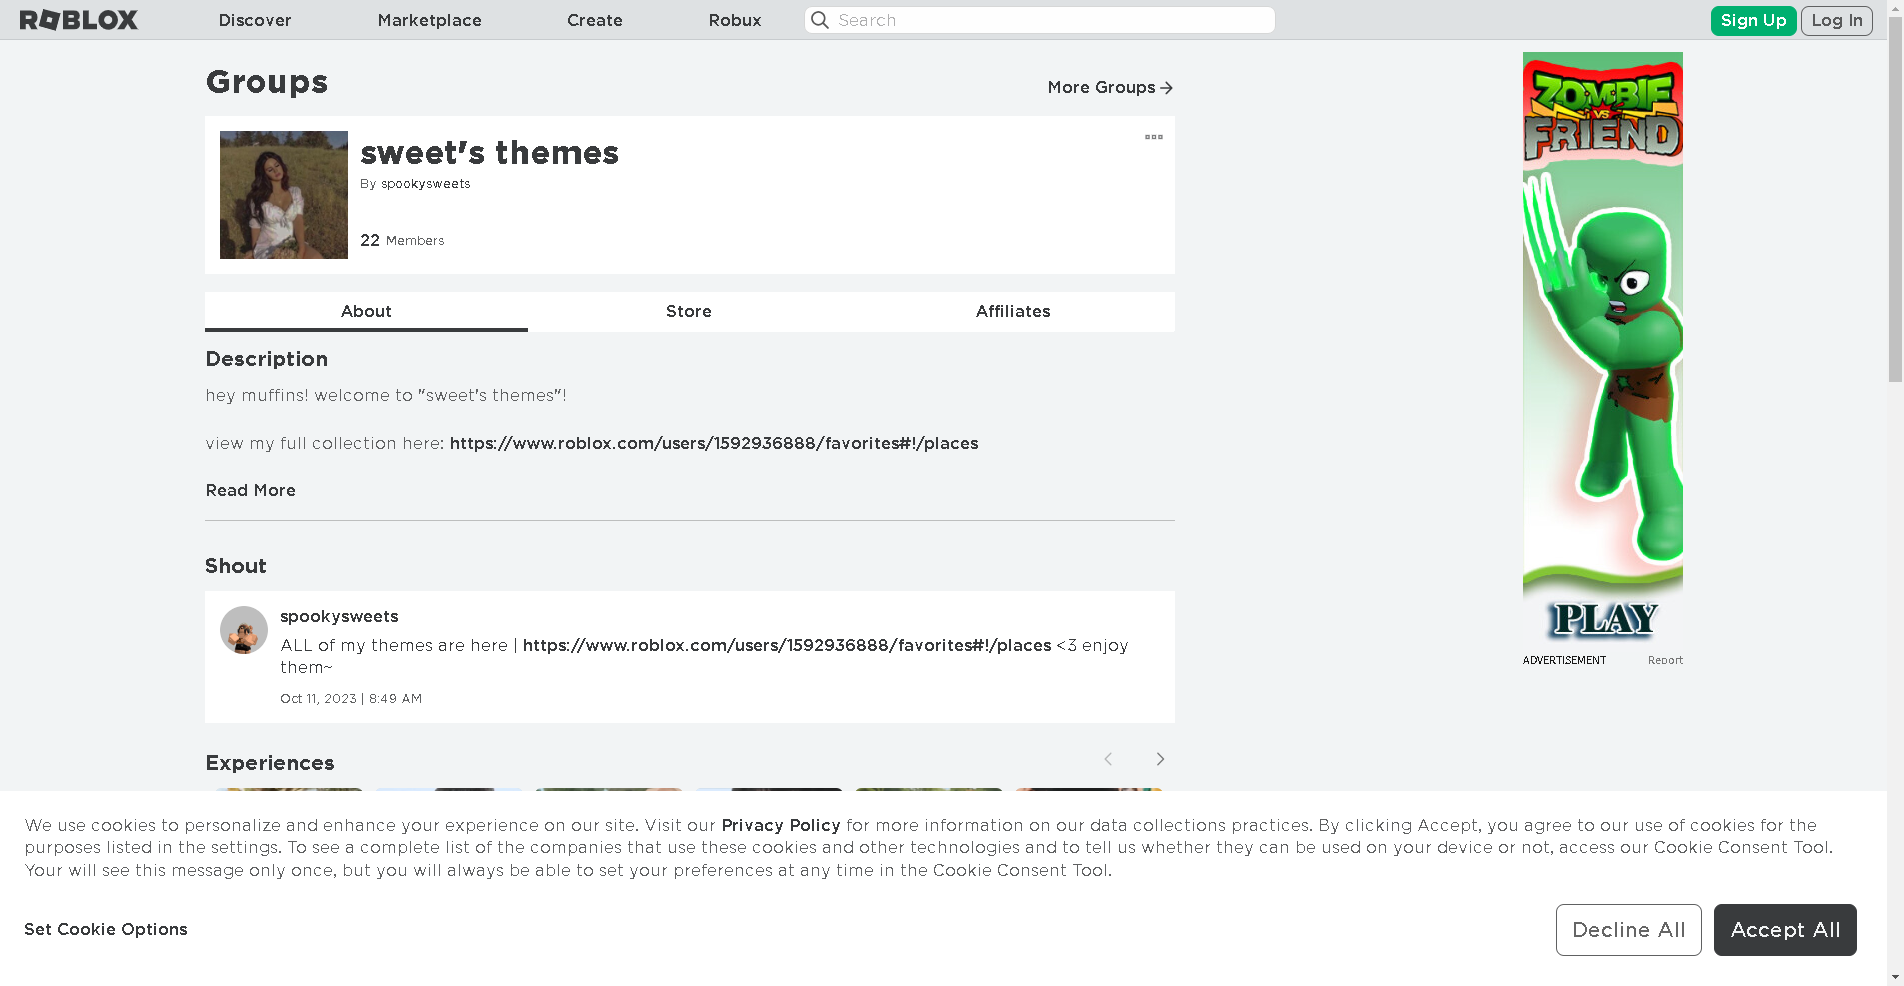 ROBLOX Discover Marketplace Create Robux Search Sign Up Log In
Groups
More Groups
sweet's themes
By spookysweets
22 Members
About Store Affiliates
Description
hey muffins! welcome to "sweet's themes"!
view my full collection here: https://www.roblox.com/users/1592936888/favorites#!/places
Read More
Shout
spookysweets
ALL of my themes are here | https://www.roblox.com/users/1592936888/favorites#!/places <3 enjoy
them~
Oct 11, 2023 | 8:49 AM
Experiences
ZOMBIE
VS
FRIEND
PLAY
ADVERTISEMENT Report
We use cookies to personalize and enhance your experience on our site. Visit our Privacy Policy for more information on our data collections practices. By clicking Accept, you agree to our use of cookies for the
purposes listed in the settings. To see a complete list of the companies that use these cookies and other technologies and to tell us whether they can be used on your device or not, access our Cookie Consent Tool.
Your will see this message only once, but you will always be able to set your preferences at any time in the Cookie Consent Tool.
Set Cookie Options
Decline All Accept All